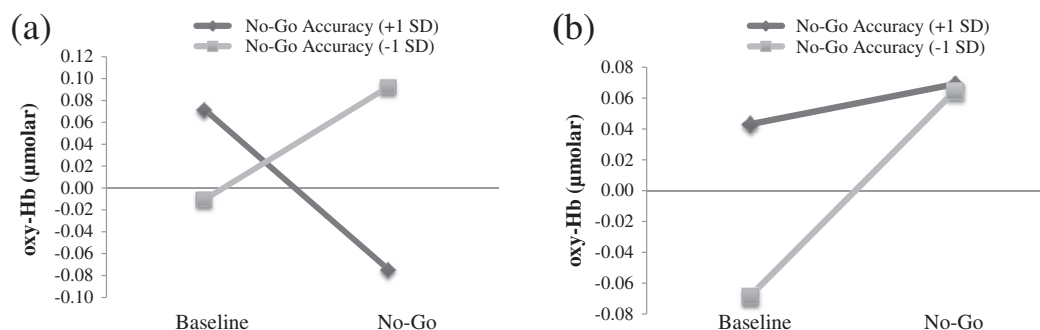 (a)
No-Go Accuracy (+1 SD)
No-Go Accuracy (-1 SD)
oxy-Hb (μmolar)
0.12
0.10
0.08
0.06
0.04
0.02
0.00
-0.02
-0.04
-0.06
-0.08
-0.10
Baseline No-Go
(b)
No-Go Accuracy (+1 SD)
No-Go Accuracy (-1 SD)
oxy-Hb (μmolar)
0.08
0.06
0.04
0.02
0.00
-0.02
-0.04
-0.06
-0.08
Baseline No-Go